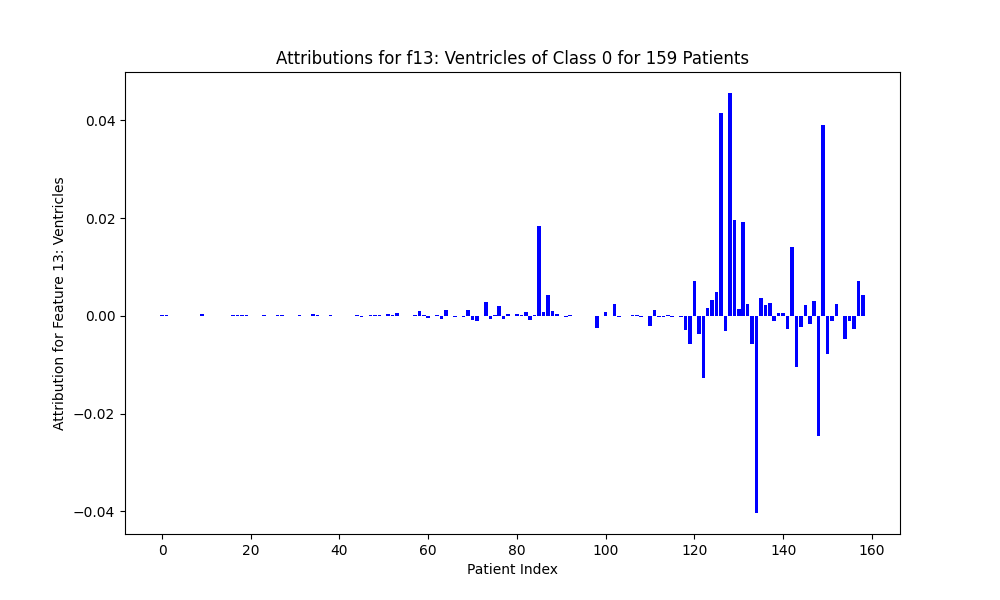 Attributions for f13: Ventricles of Class 0 for 159 Patients
Attribution for Feature 13: Ventricles
0.04
0.02
0.00
−0.02
−0.04
0 20 40 60 80 100 120 140 160
Patient Index